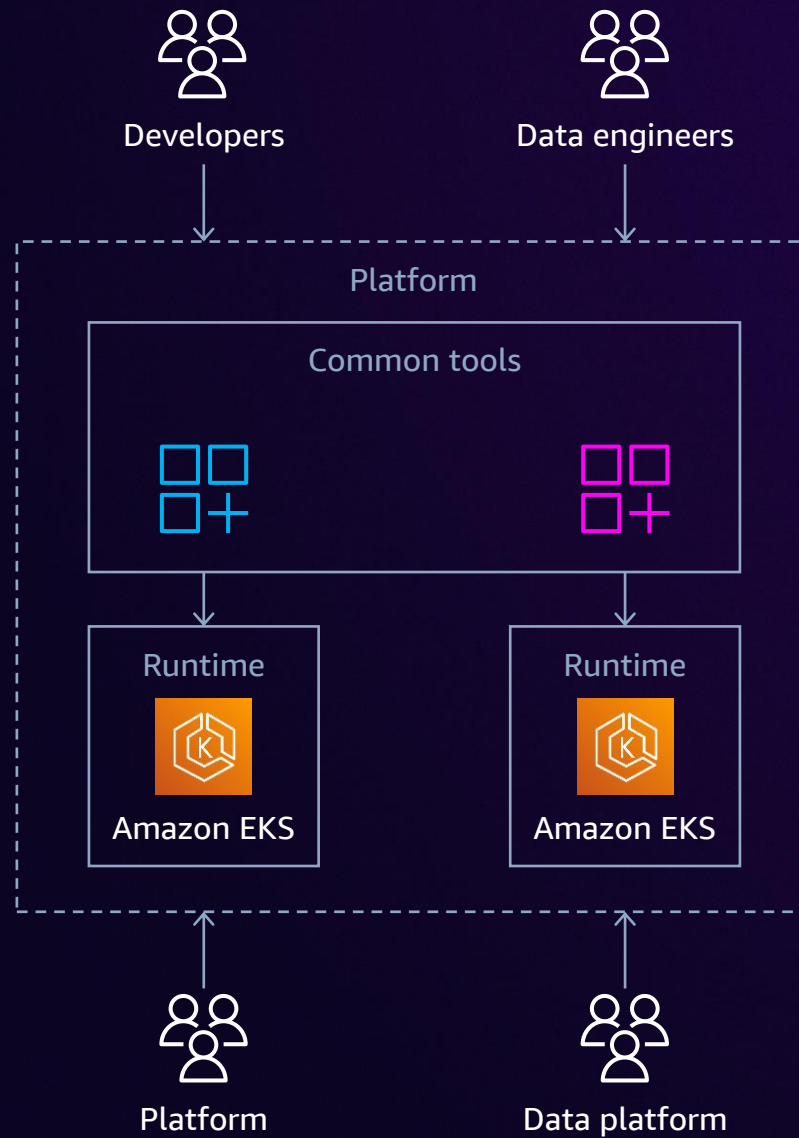 Developers
Data engineers
Platform
Common tools
Runtime
K
Amazon EKS
Runtime
K
Amazon EKS
Platform
Data platform